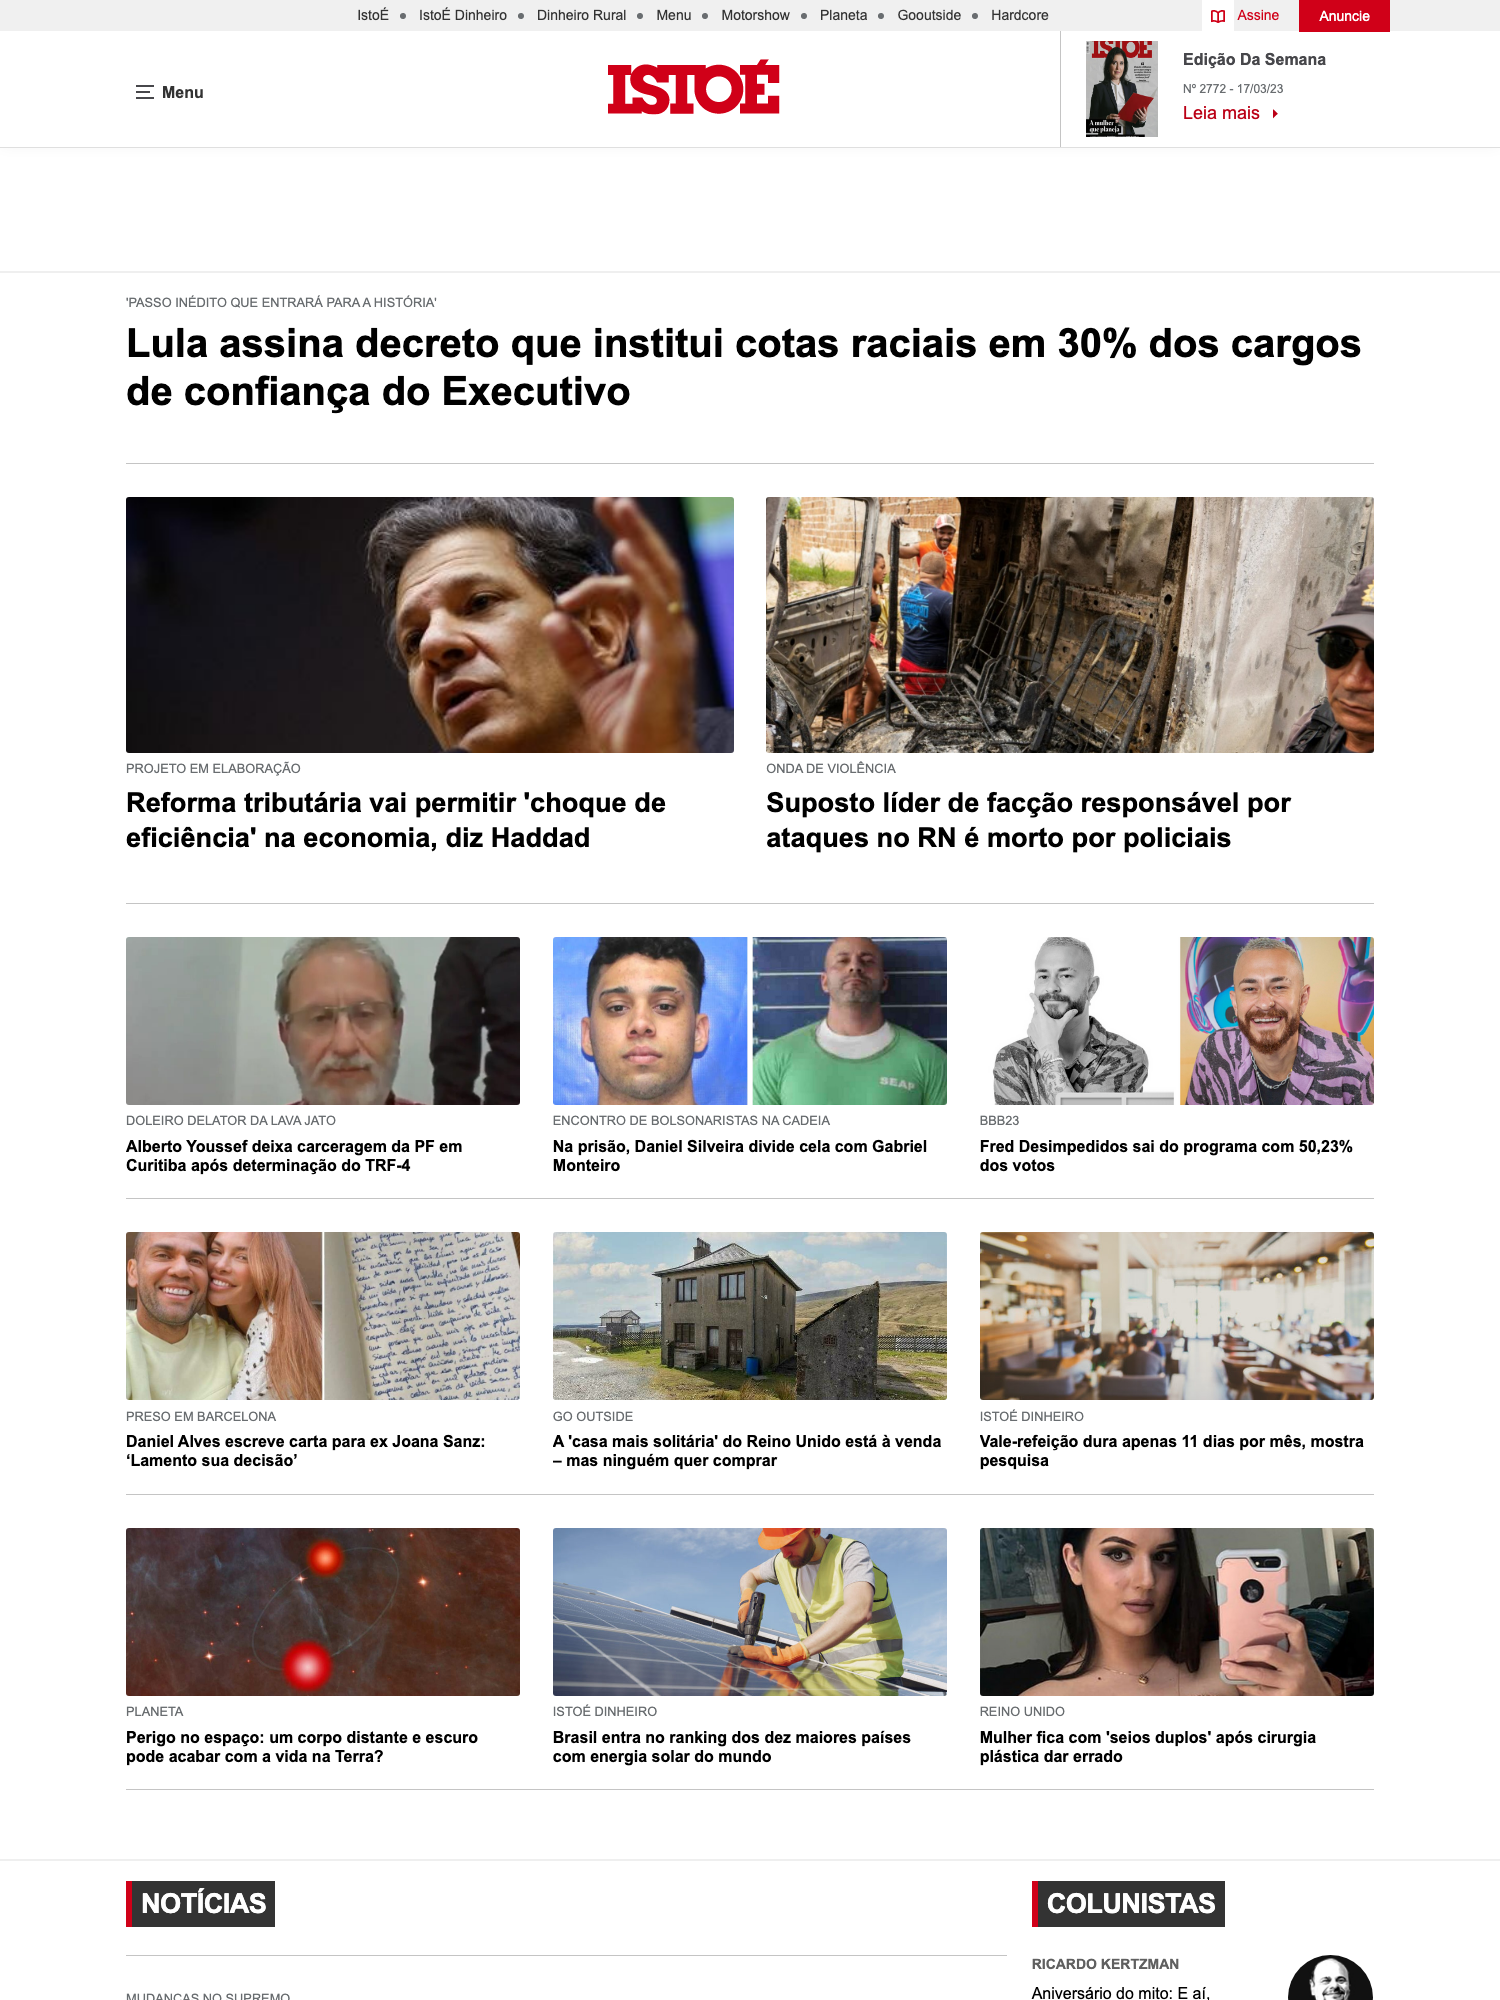 IstoÉ • IstoÉ Dinheiro • Dinheiro Rural • Menu • Motorshow • Planeta • Gooutside • Hardcore
Assine
Anuncie
Menu
ISTOÉ
ISTOÉ
A mulher
que planeja
Edição Da Semana
Nº 2772 - 17/03/23
Leia mais
'PASSO INÉDITO QUE ENTRARÁ PARA A HISTÓRIA'
Lula assina decreto que institui cotas raciais em 30% dos cargos
de confiança do Executivo
PROJETO EM ELABORAÇÃO
Reforma tributária vai permitir 'choque de
eficiência' na economia, diz Haddad
ONDA DE VIOLÊNCIA
Suposto líder de facção responsável por
ataques no RN é morto por policiais
SEAP
DOLEIRO DELATOR DA LAVA JATO
Alberto Youssef deixa carceragem da PF em
Curitiba após determinação do TRF-4
ENCONTRO DE BOLSONARISTAS NA CADEIA
Na prisão, Daniel Silveira divide cela com Gabriel
Monteiro
BBB23
Fred Desimpedidos sai do programa com 50,23%
dos votos
PRESO EM BARCELONA
Daniel Alves escreve carta para ex Joana Sanz:
‘Lamento sua decisão’
GO OUTSIDE
A 'casa mais solitária' do Reino Unido está à venda
– mas ninguém quer comprar
ISTOÉ DINHEIRO
Vale-refeição dura apenas 11 dias por mês, mostra
pesquisa
PLANETA
Perigo no espaço: um corpo distante e escuro
pode acabar com a vida na Terra?
ISTOÉ DINHEIRO
Brasil entra no ranking dos dez maiores países
com energia solar do mundo
REINO UNIDO
Mulher fica com 'seios duplos' após cirurgia
plástica dar errado
NOTÍCIAS
MUDANÇAS NO SUPREMO
COLUNISTAS
RICARDO KERTZMAN
Aniversário do mito: E aí,